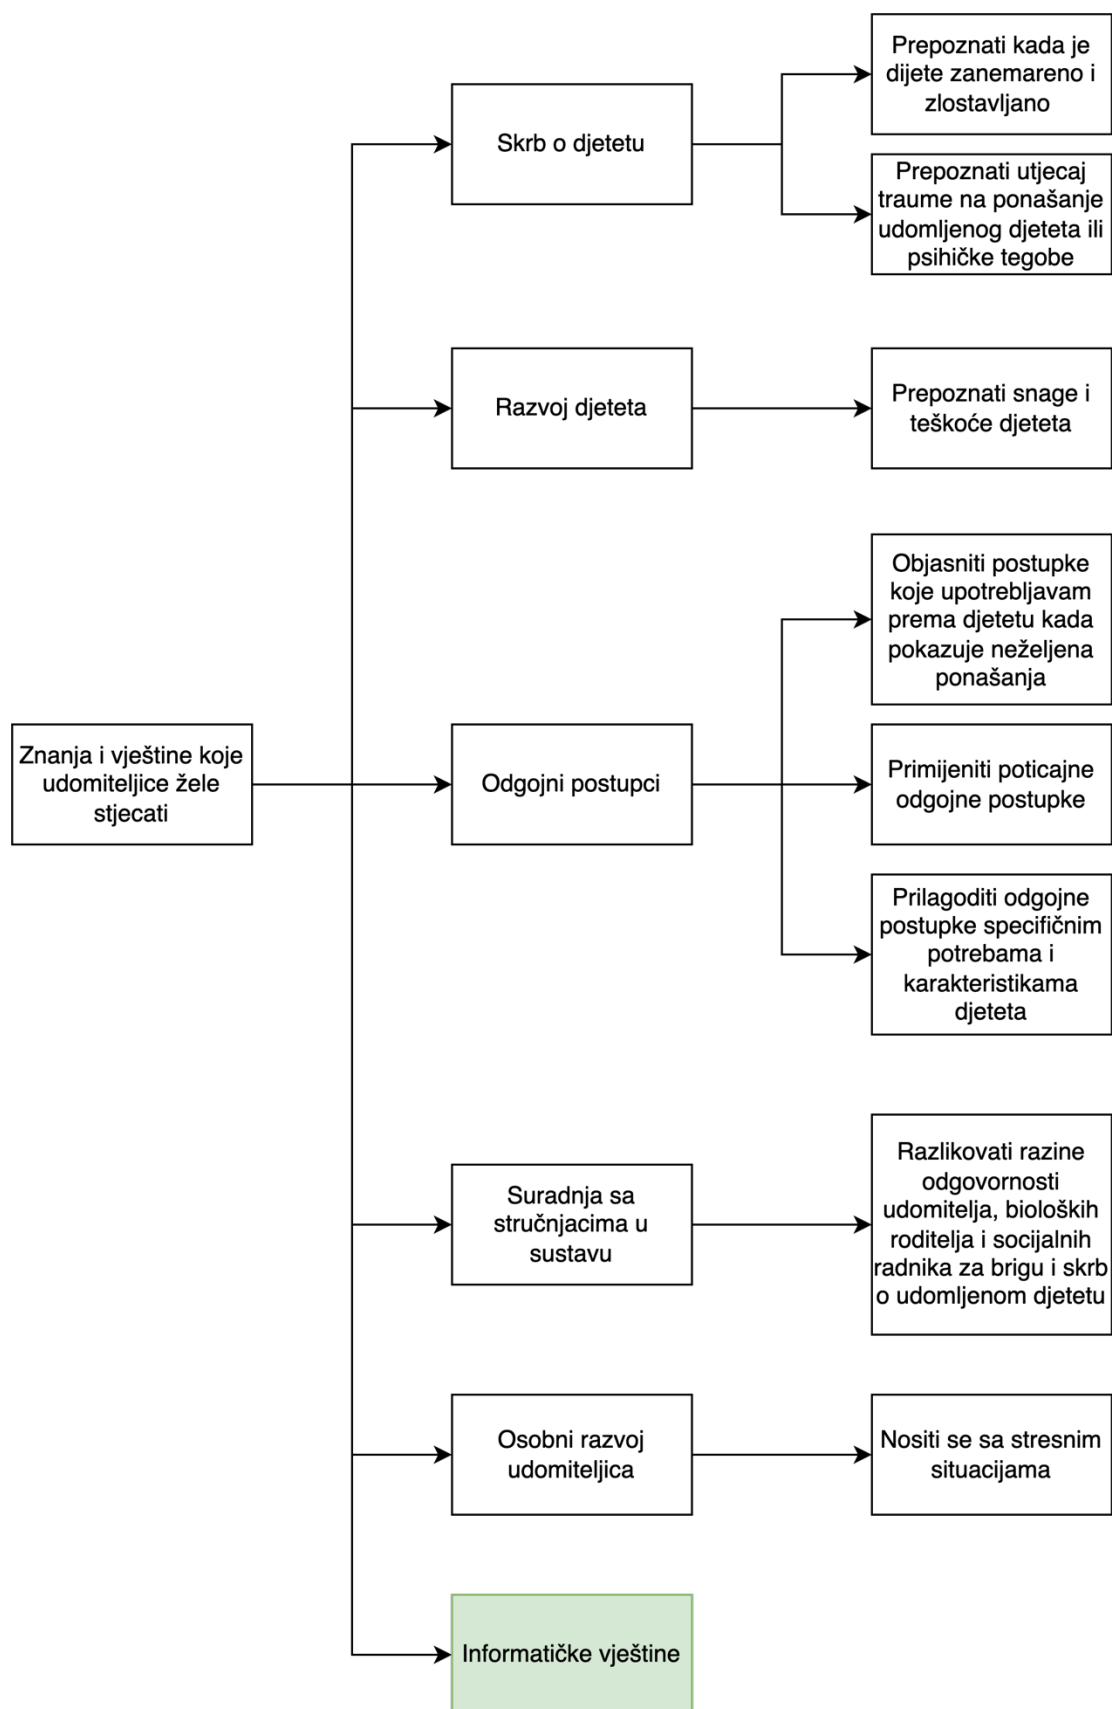 Znanja i vještine koje
udomiteljice žele
stjecati
Skrb o djetetu
Prepoznati kada je
dijete zanemareno i
zlostavljano
Prepoznati utjecaj
traume na ponašanje
udomljenog djeteta ili
psihičke tegobe
Razvoj djeteta
Prepoznati snage i
teškoće djeteta
Odgojni postupci
Objasniti postupke
koje upotrebljavam
prema djetetu kada
pokazuje neželjena
ponašanja
Primijeniti poticajne
odgojne postupke
Prilagoditi odgojne
postupke specifičnim
potrebama i
karakteristikama
djeteta
Suradnja sa
stručnjacima u
sustavu
Razlikovati razine
odgovornosti
udomitelja, bioloških
roditelja i socijalnih
radnika za brigu i skrb
o udomljenom djetetu
Osobni razvoj
udomiteljica
Nositi se sa stresnim
situacijama
Informatičke vještine